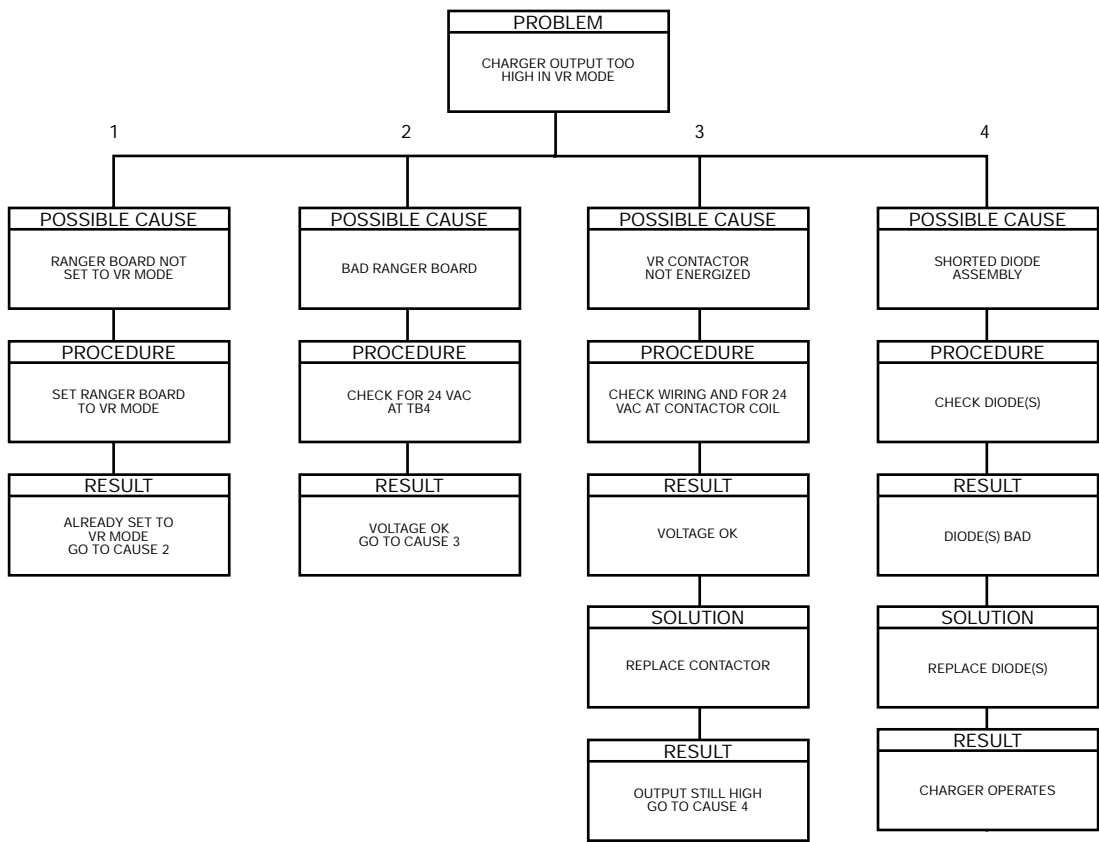 PROBLEM
CHARGER OUTPUT TOO
HIGH IN VR MODE
1
2
3
4
POSSIBLE CAUSE
RANGER BOARD NOT
SET TO VR MODE
PROCEDURE
SET RANGER BOARD
TO VR MODE
RESULT
ALREADY SET TO
VR MODE
GO TO CAUSE 2
POSSIBLE CAUSE
BAD RANGER BOARD
PROCEDURE
CHECK FOR 24 VAC
AT TB4
RESULT
VOLTAGE OK
GO TO CAUSE 3
POSSIBLE CAUSE
VR CONTACTOR
NOT ENERGIZED
PROCEDURE
CHECK WIRING AND FOR 24
VAC AT CONTACTOR COIL
RESULT
VOLTAGE OK
SOLUTION
REPLACE CONTACTOR
RESULT
OUTPUT STILL HIGH
GO TO CAUSE 4
POSSIBLE CAUSE
SHORTED DIODE
ASSEMBLY
PROCEDURE
CHECK DIODE(S)
RESULT
DIODE(S) BAD
SOLUTION
REPLACE DIODE(S)
RESULT
CHARGER OPERATES